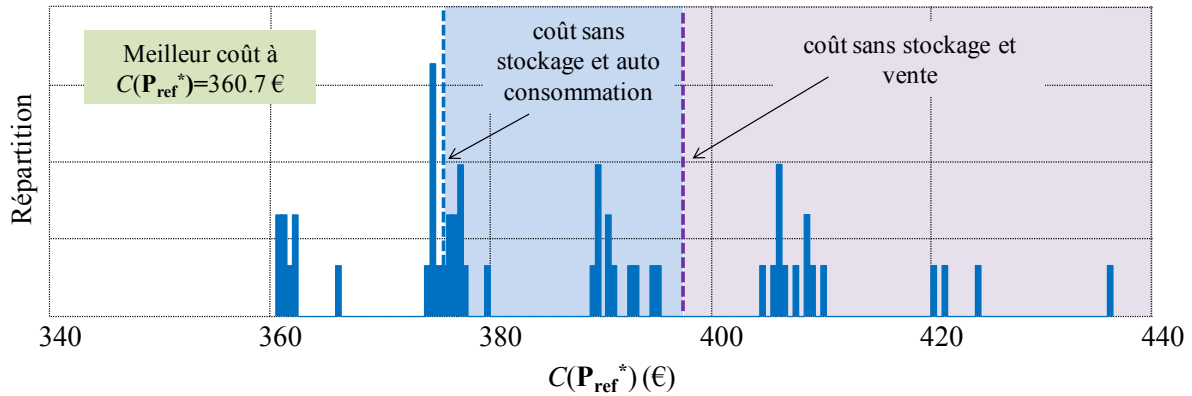 Meilleur coût à
C(Pref*)=360.7 €
coût sans
stockage et auto
consommation
coût sans stockage et
vente
Répartition
340
360
380
400
420
440
C(Pref*) (€)